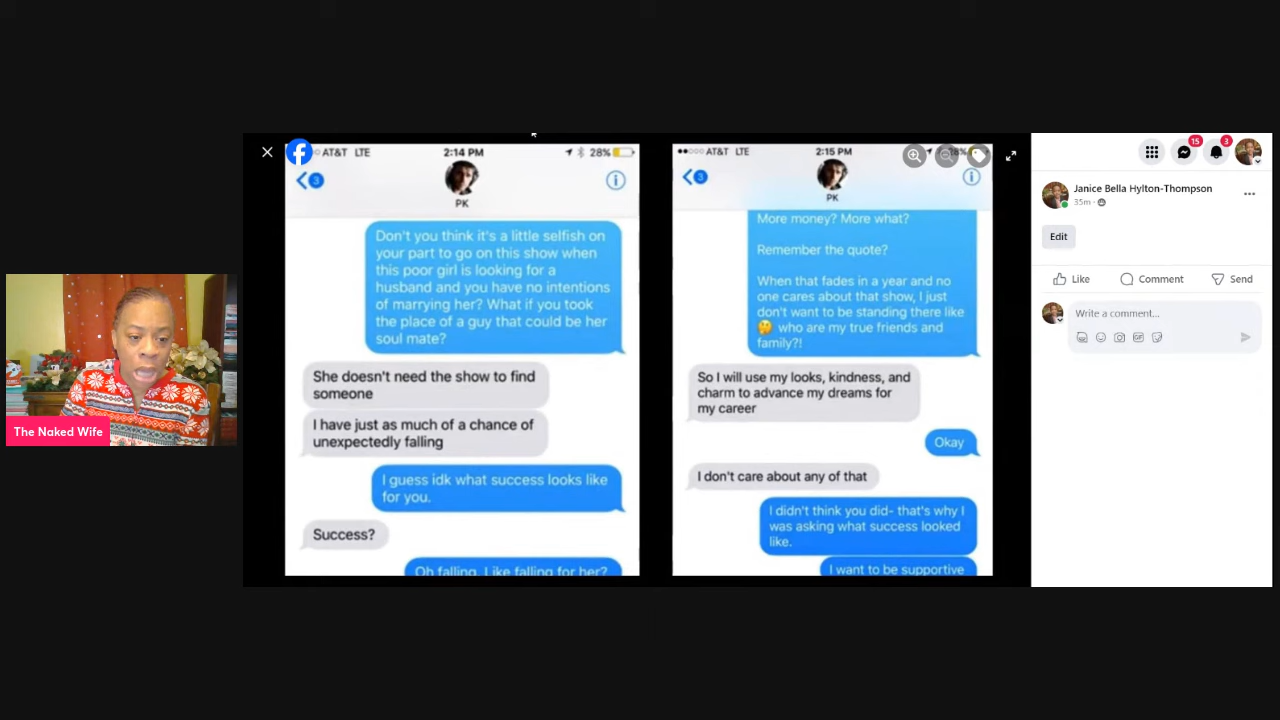 AT&T LTE
2:14 PM
28%
3
PK
Don't you think it's a little selfish on
your part to go on this show when
this poor girl is looking for a
husband and you have no intentions
of marrying her? What if you took
the place of a guy that could be her
soul mate?
She doesn't need the show to find
someone
I have just as much of a chance of
unexpectedly falling
I guess idk what success looks like
for you.
Success?
Oh falling. Like falling for her?
AT&T LTE
2:15 PM
3
PK
More money? More what?
Remember the quote?
When that fades in a year and no
one cares about that show, I just
don't want to be standing there like
🤔 who are my true friends and
family?!
So I will use my looks, kindness, and
charm to advance my dreams for
my career
Okay
I don't care about any of that
I didn't think you did- that's why I
was asking what success looked
like.
I want to be supportive
15
3
Janice Bella Hylton-Thompson
35m
Edit
Like
Comment
Send
Write a comment...
The Naked Wife